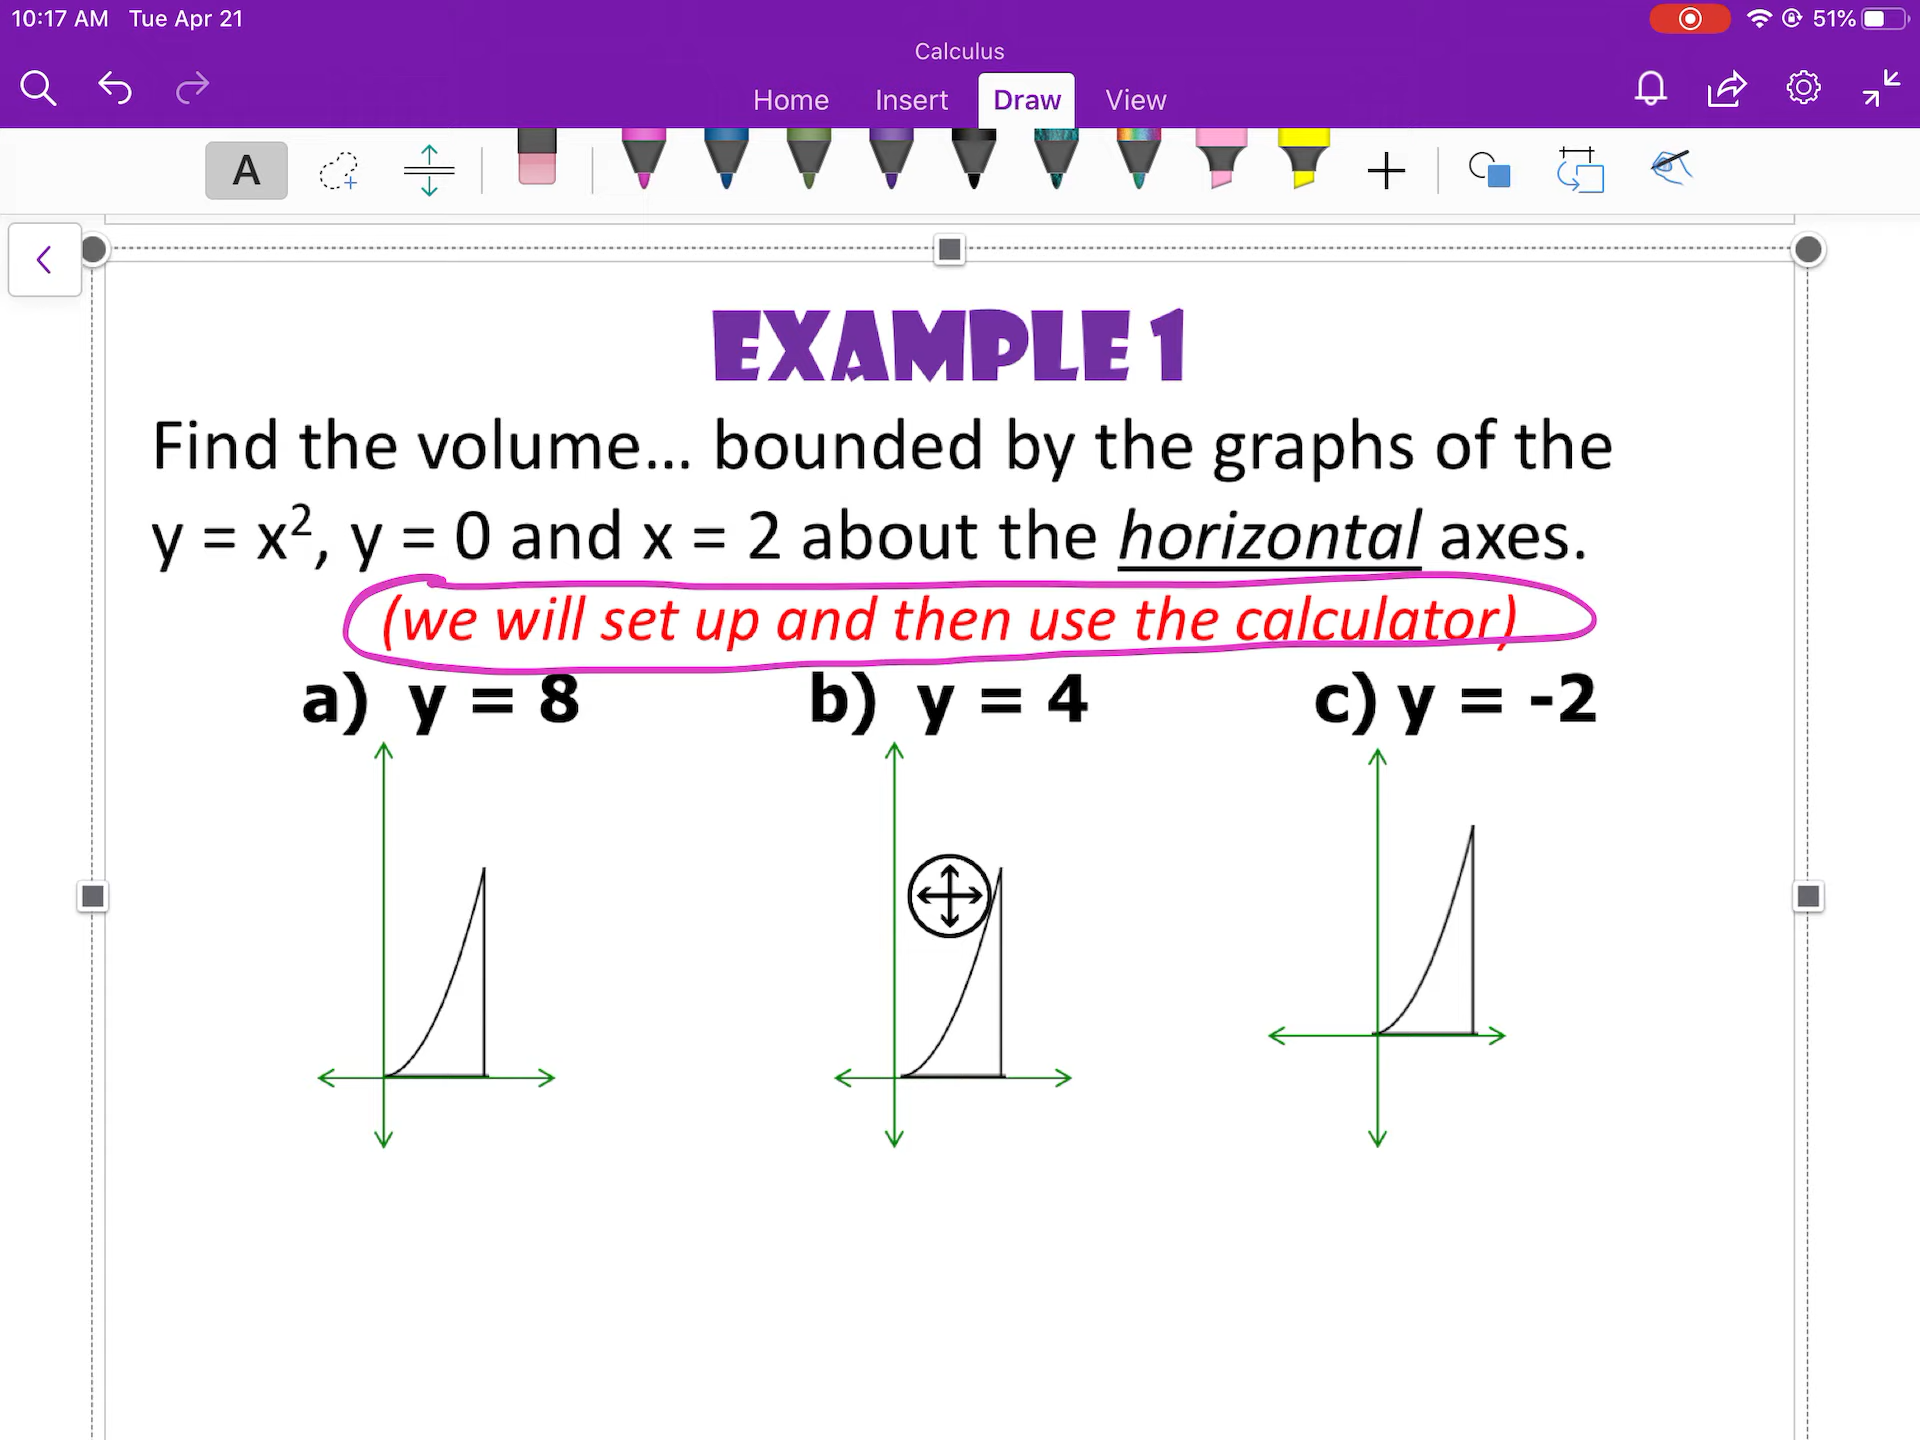 10:17 AM Tue Apr 21
51%
Calculus
Home Insert Draw View
A
EXAMPLE 1
Find the volume... bounded by the graphs of the
y = x², y = 0 and x = 2 about the horizontal axes.
(we will set up and then use the calculator)
a) y = 8 b) y = 4 c) y = -2